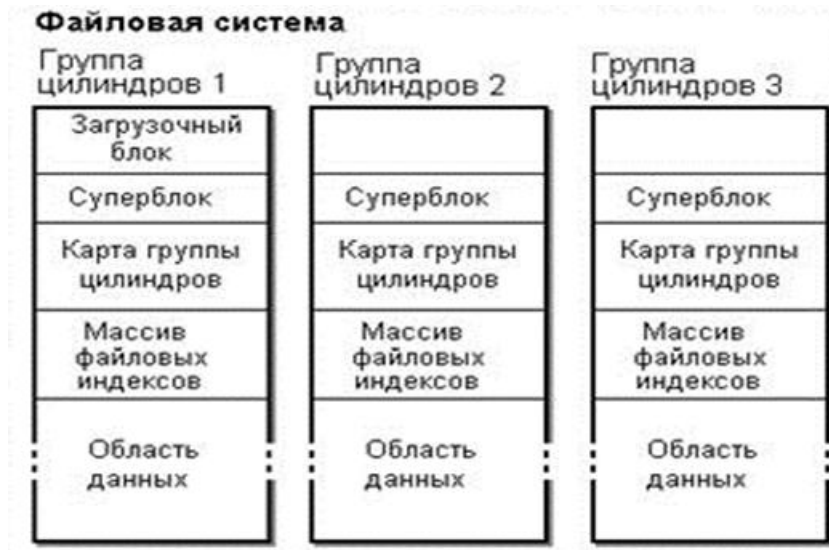 Файловая система
Группа
цилиндров 1
Загрузочный
блок
Суперблок
Карта группы
цилиндров
Массив
файловых
индексов
Область
данных
Группа
цилиндров 2
Суперблок
Карта группы
цилиндров
Массив
файловых
индексов
Область
данных
Группа
цилиндров 3
Суперблок
Карта группы
цилиндров
Массив
файловых
индексов
Область
данных